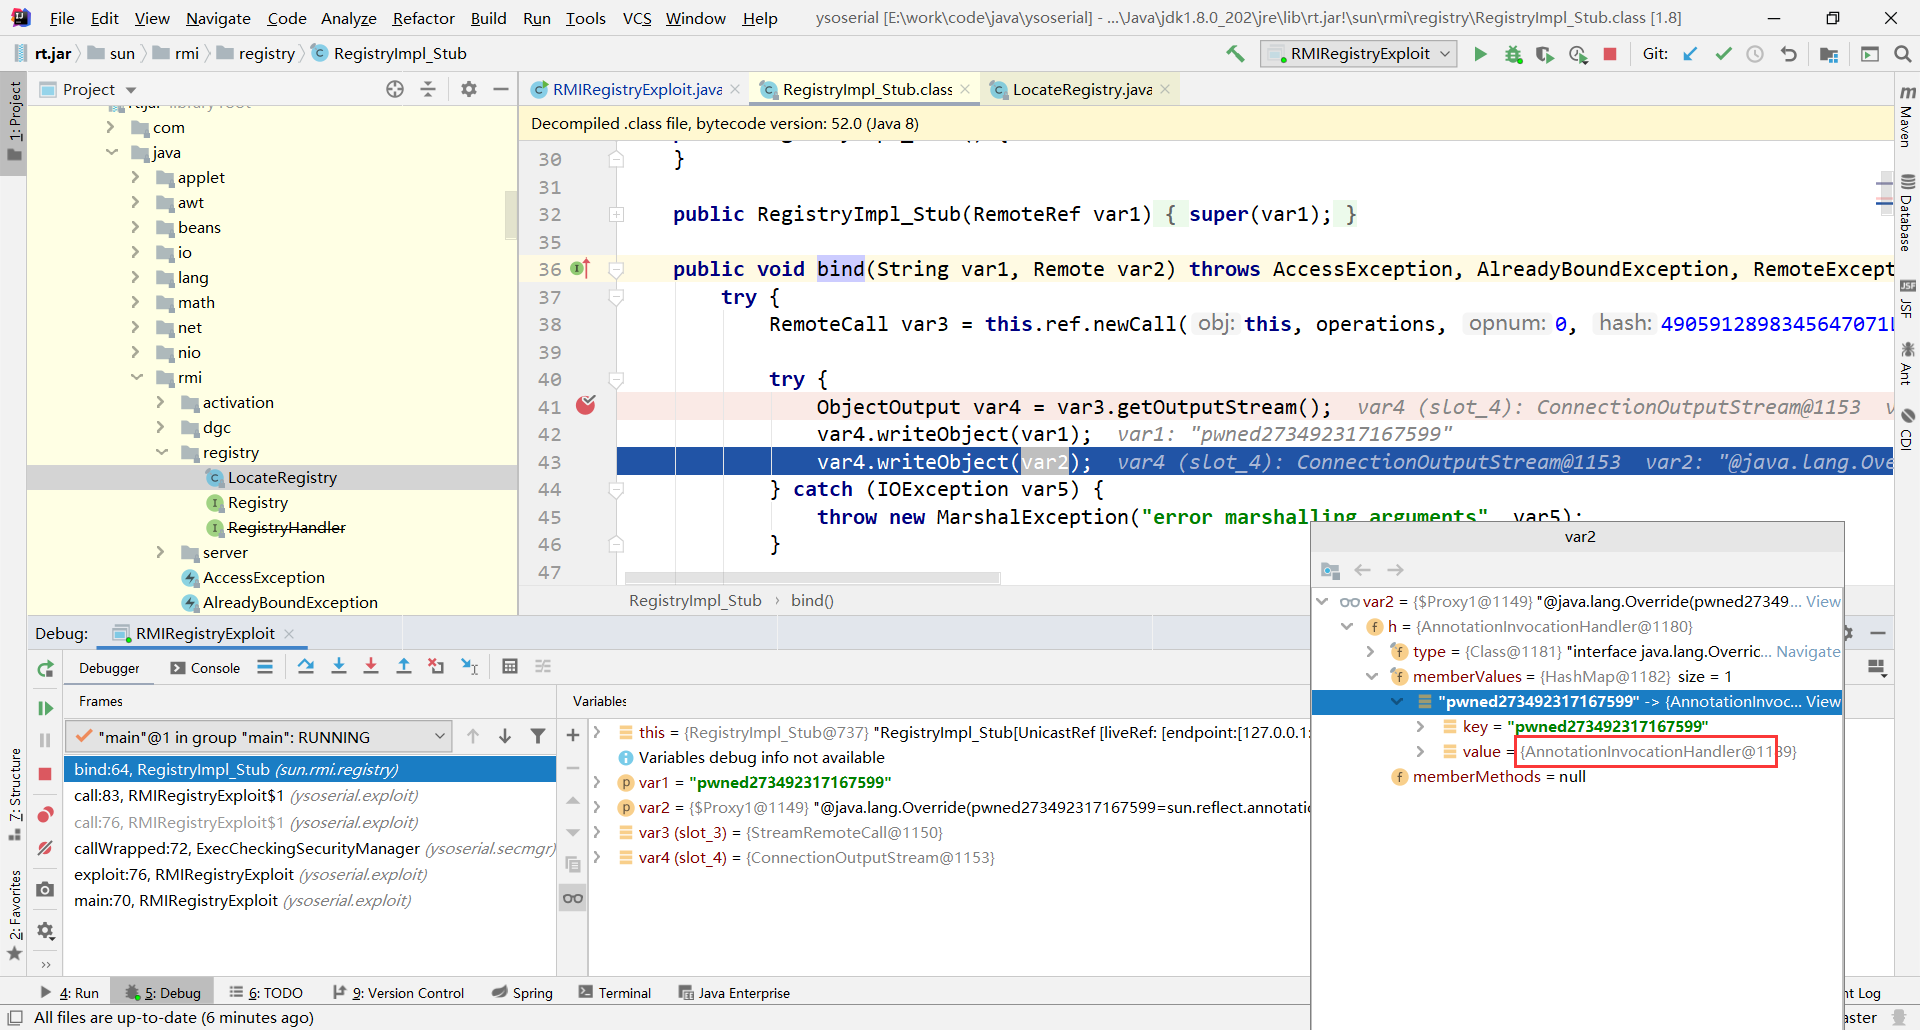 File Edit View Navigate Code Analyze Refactor Build Run Tools VCS Window Help ysoserial [E:\work\code\java\ysoserial] - ...\Java\jdk1.8.0_202\jre\lib\rt.jar!\sun\rmi\registry\RegistryImpl_Stub.class [1.8]
rt.jar sun rmi registry RegistryImpl_Stub RMIRegistryExploit Git:
Project RMIRegistryExploit.java RegistryImpl_Stub.class LocateRegistry.java
1: Project
7: Structure
2: Favorites
Maven
Database
JSF
Ant
CDI
rt.jar library root
com
java
applet
awt
beans
io
lang
math
net
nio
rmi
activation
dgc
registry
LocateRegistry
Registry
RegistryHandler
server
AccessException
AlreadyBoundException
Decompiled .class file, bytecode version: 52.0 (Java 8)
30 }
31
32 public RegistryImpl_Stub(RemoteRef var1) { super(var1); }
35
36 public void bind(String var1, Remote var2) throws AccessException, AlreadyBoundException, RemoteExcept
37 try {
38 RemoteCall var3 = this.ref.newCall( obj: this, operations, opnum: 0, hash: 4905912898345647071L
39
40 try {
41 ObjectOutput var4 = var3.getOutputStream(); var4 (slot_4): ConnectionOutputStream@1153 v
42 var4.writeObject(var1); var1: "pwned273492317167599"
43 var4.writeObject(var2); var4 (slot_4): ConnectionOutputStream@1153 var2: "@java.lang.Ove
44 } catch (IOException var5) {
45 throw new MarshalException("error marshalling arguments", var5);
46 }
47
RegistryImpl_Stub › bind()
Debug: RMIRegistryExploit
Debugger Console
Frames
"main"@1 in group "main": RUNNING
bind:64, RegistryImpl_Stub (sun.rmi.registry)
call:83, RMIRegistryExploit$1 (ysoserial.exploit)
call:76, RMIRegistryExploit$1 (ysoserial.exploit)
callWrapped:72, ExecCheckingSecurityManager (ysoserial.secmgr)
exploit:76, RMIRegistryExploit (ysoserial.exploit)
main:70, RMIRegistryExploit (ysoserial.exploit)
Variables
this = {RegistryImpl_Stub@737} "RegistryImpl_Stub[UnicastRef [liveRef: [endpoint:[127.0.0.1:
Variables debug info not available
var1 = "pwned273492317167599"
var2 = {$Proxy1@1149} "@java.lang.Override(pwned273492317167599=sun.reflect.annotatio
var3 (slot_3) = {StreamRemoteCall@1150}
var4 (slot_4) = {ConnectionOutputStream@1153}
var2
var2 = {$Proxy1@1149} "@java.lang.Override(pwned27349... View
h = {AnnotationInvocationHandler@1180}
type = {Class@1181} "interface java.lang.Overric... Navigate
memberValues = {HashMap@1182} size = 1
"pwned273492317167599" -> {AnnotationInvoc... View
key = "pwned273492317167599"
value = {AnnotationInvocationHandler@1189}
memberMethods = null
4: Run 5: Debug 6: TODO 9: Version Control Spring Terminal Java Enterprise nt Log
All files are up-to-date (6 minutes ago) aster